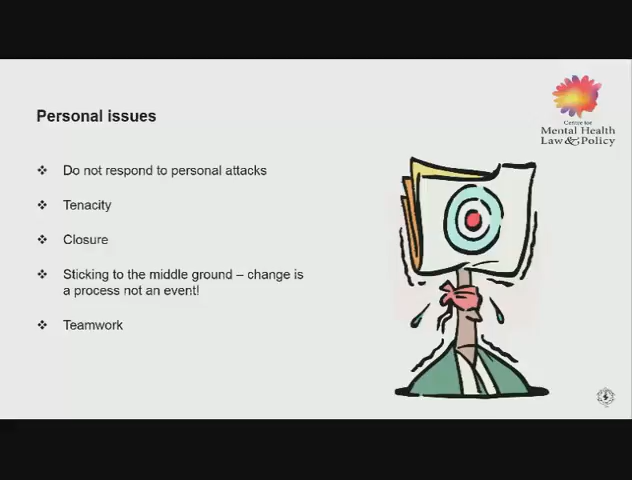 Centre for
Mental Health
Law & Policy
Personal issues
Do not respond to personal attacks
Tenacity
Closure
Sticking to the middle ground – change is
a process not an event!
Teamwork